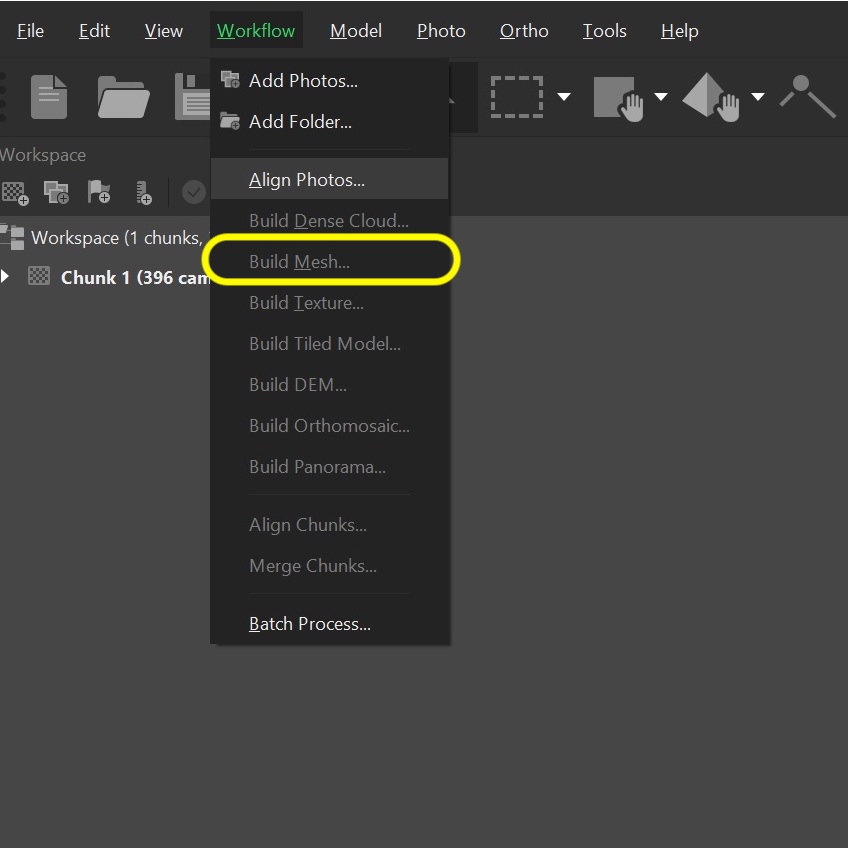 File Edit View Workflow Model Photo Ortho Tools Help
Add Photos...
Add Folder...
Workspace
Align Photos...
Build Dense Cloud...
Workspace (1 chunks,
Build Mesh...
Chunk 1 (396 cam
Build Texture...
Build Tiled Model...
Build DEM...
Build Orthomosaic...
Build Panorama...
Align Chunks...
Merge Chunks...
Batch Process...